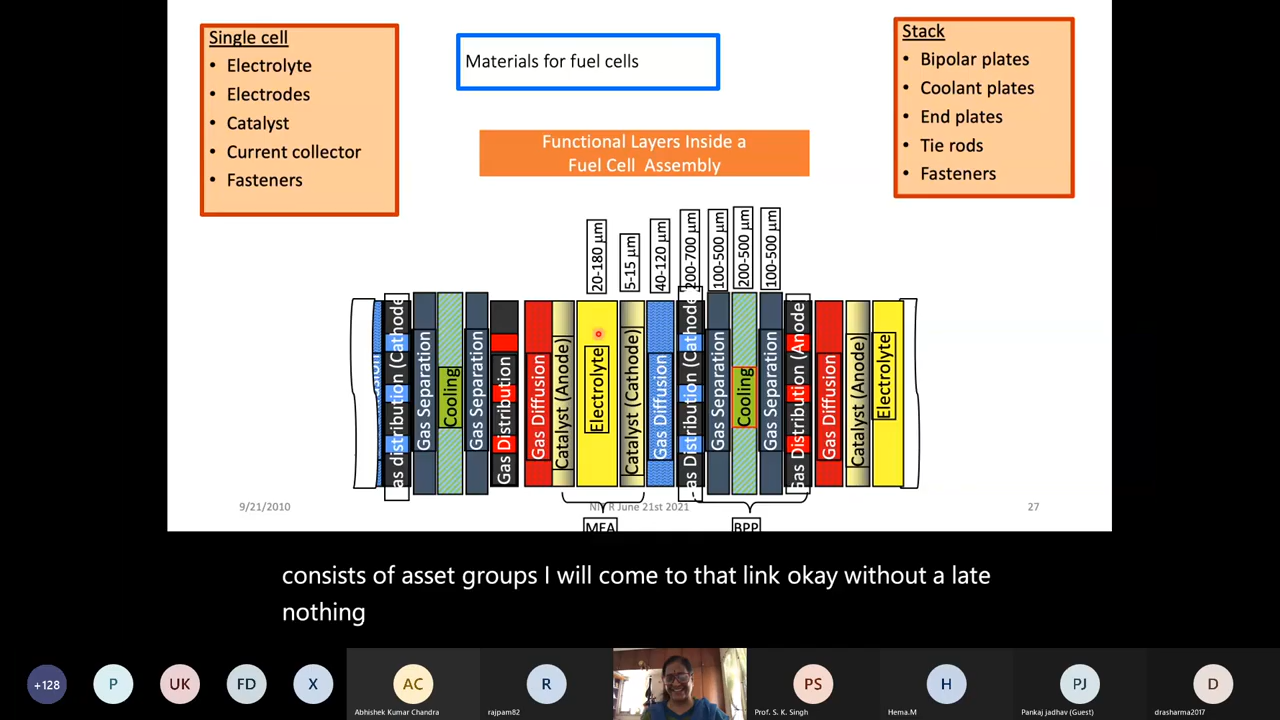 Single cell
• Electrolyte
• Electrodes
• Catalyst
• Current collector
• Fasteners
Materials for fuel cells
Stack
• Bipolar plates
• Coolant plates
• End plates
• Tie rods
• Fasteners
Functional Layers Inside a
Fuel Cell Assembly
20-180 µm
5-15 µm
40-120 µm
200-700 µm
100-500 µm
200-500 µm
100-500 µm
as distribution (Cathode
Gas Separation
Cooling
Gas Separation
Gas Distribution
Gas Diffusion
Catalyst (Anode)
Electrolyte
Catalyst (Cathode)
Gas Diffusion
as Distribution (Cathode
Gas Separation
Cooling
Gas Separation
Gas Distribution (Anode)
Gas Diffusion
Catalyst (Anode)
Electrolyte
9/21/2010
June 21st 2021
27
MEA
BPP
consists of asset groups I will come to that link okay without a late
nothing
+128
P
UK
FD
X
AC
R
PS
H
PJ
D
Abhishek Kumar Chandra
rajpam82
Prof. S. K. Singh
Hema.M
Pankaj jadhav (Guest)
drasharma2017